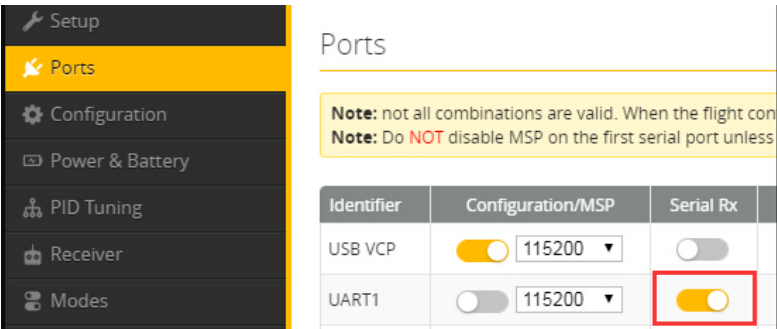 Setup
Ports
Configuration
Power & Battery
PID Tuning
Receiver
Modes
Ports
Note: not all combinations are valid. When the flight con
Note: Do NOT disable MSP on the first serial port unless
Identifier Configuration/MSP Serial Rx
USB VCP 115200
UART1 115200